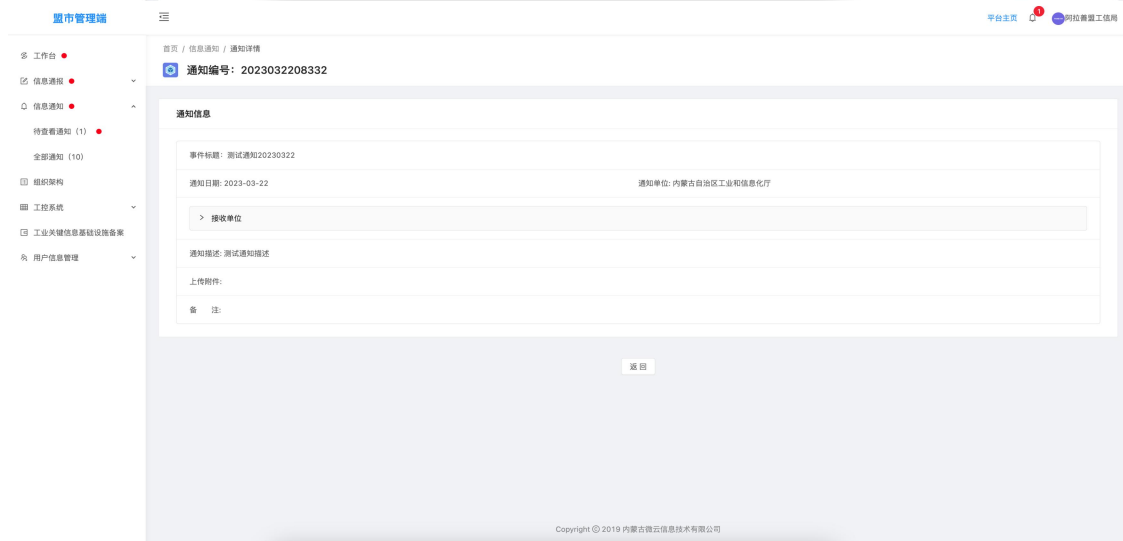 盟市管理端
平台主页 1 阿拉善盟工信局
首页 / 信息通知 / 通知详情
通知编号：2023032208332
工作台
信息通报
信息通知
待查看通知（1）
全部通知（10）
组织架构
工控系统
工业关键信息基础设施备案
用户信息管理
通知信息
事件标题：测试通知20230322
通知日期: 2023-03-22 通知单位: 内蒙古自治区工业和信息化厅
> 接收单位
通知描述: 测试通知描述
上传附件:
备 注:
返 回
Copyright © 2019 内蒙古微云信息技术有限公司